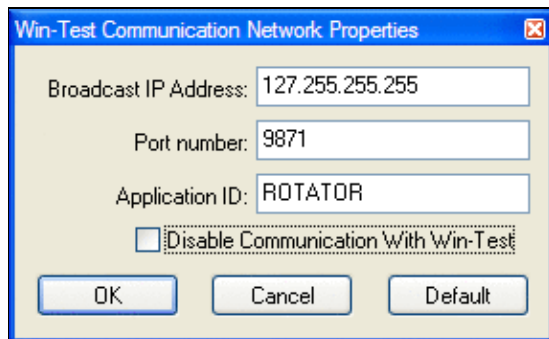 Win-Test Communication Network Properties
Broadcast IP Address: 127.255.255.255
Port number: 9871
Application ID: ROTATOR
Disable Communication With Win-Test
OK Cancel Default